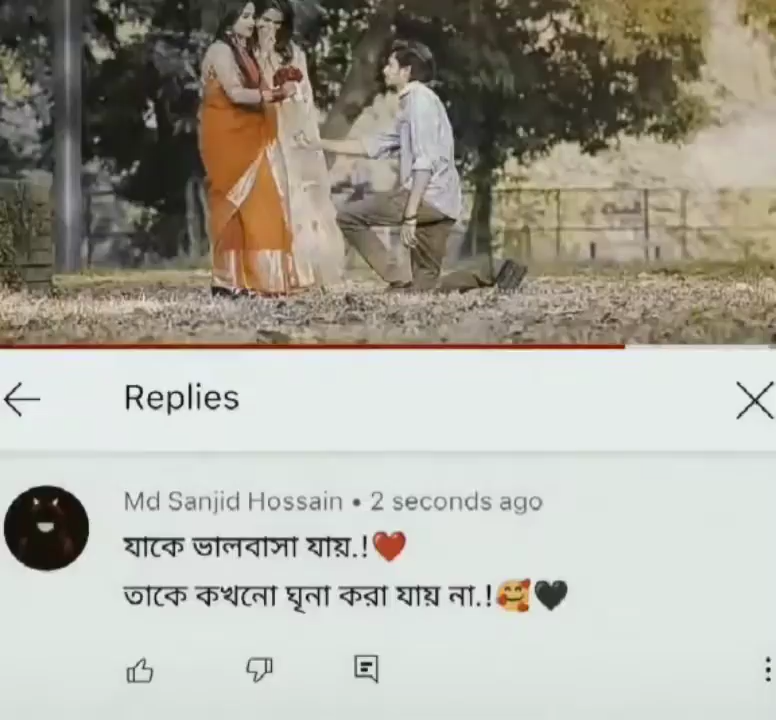 Replies
Md Sanjid Hossain • 2 seconds ago
যাকে ভালবাসা যায়.!❤️
তাকে কখনো ঘৃনা করা যায় না.!🥰🖤